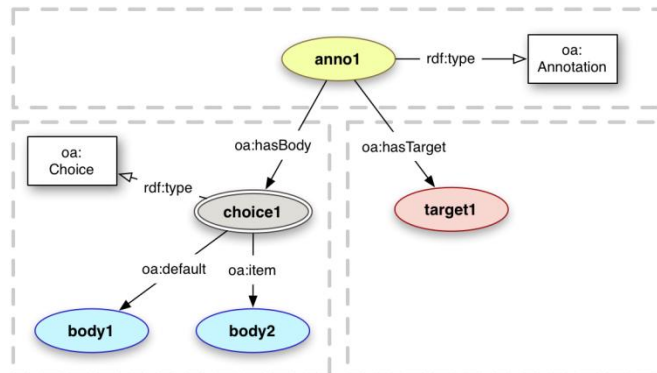 anno1
rdf:type
oa:
Annotation
oa:hasBody
oa:hasTarget
oa:
Choice
rdf:type
choice1
target1
oa:default
oa:item
body1
body2